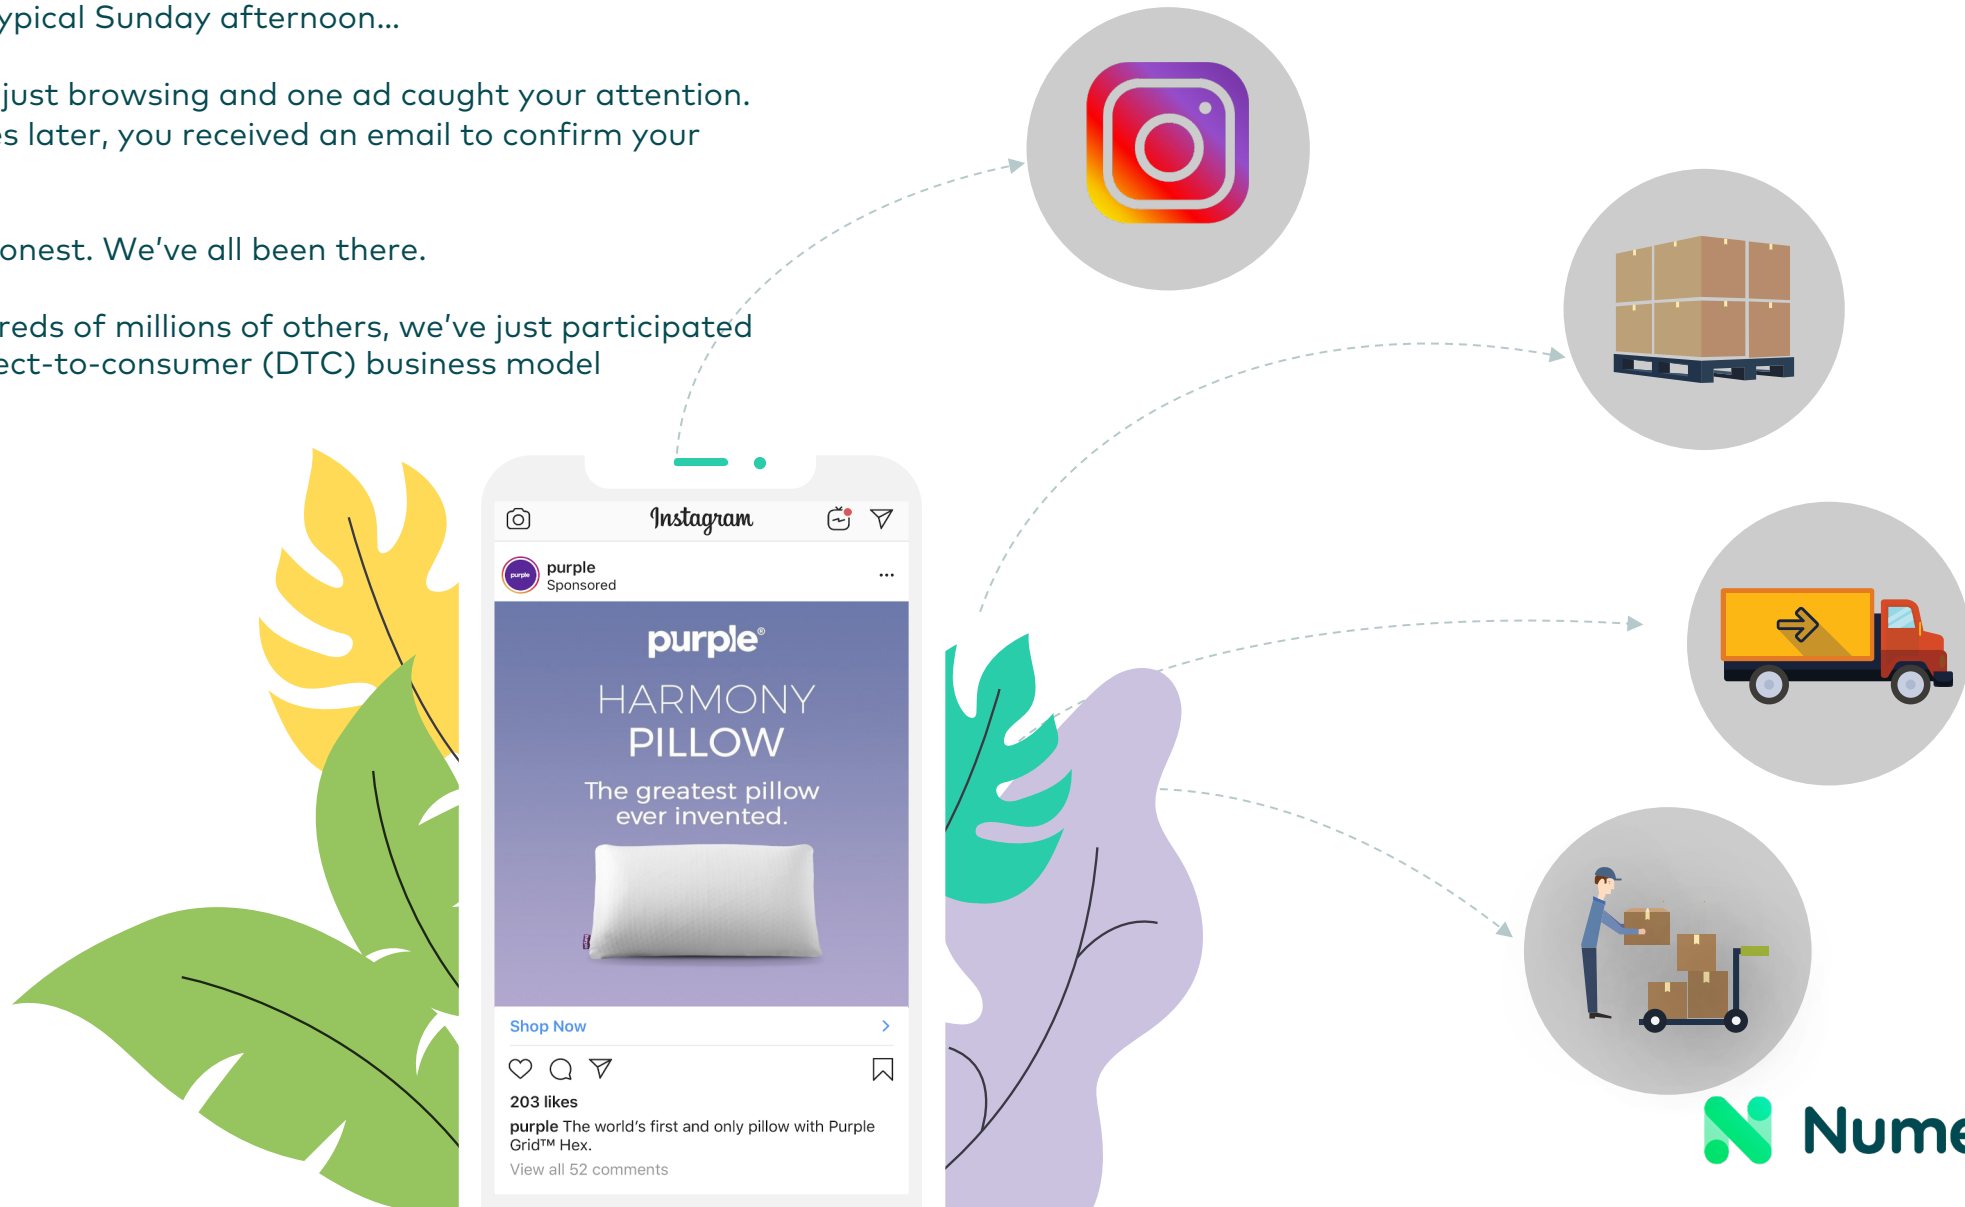 ypical Sunday afternoon...
just browsing and one ad caught your attention.
es later, you received an email to confirm your
onest. We've all been there.
reds of millions of others, we've just participated
ect-to-consumer (DTC) business model
Instagram
purple
purple
Sponsored
purple®
HARMONY
PILLOW
The greatest pillow
ever invented.
Shop Now
203 likes
purple The world's first and only pillow with Purple
Grid™ Hex.
View all 52 comments
Nume